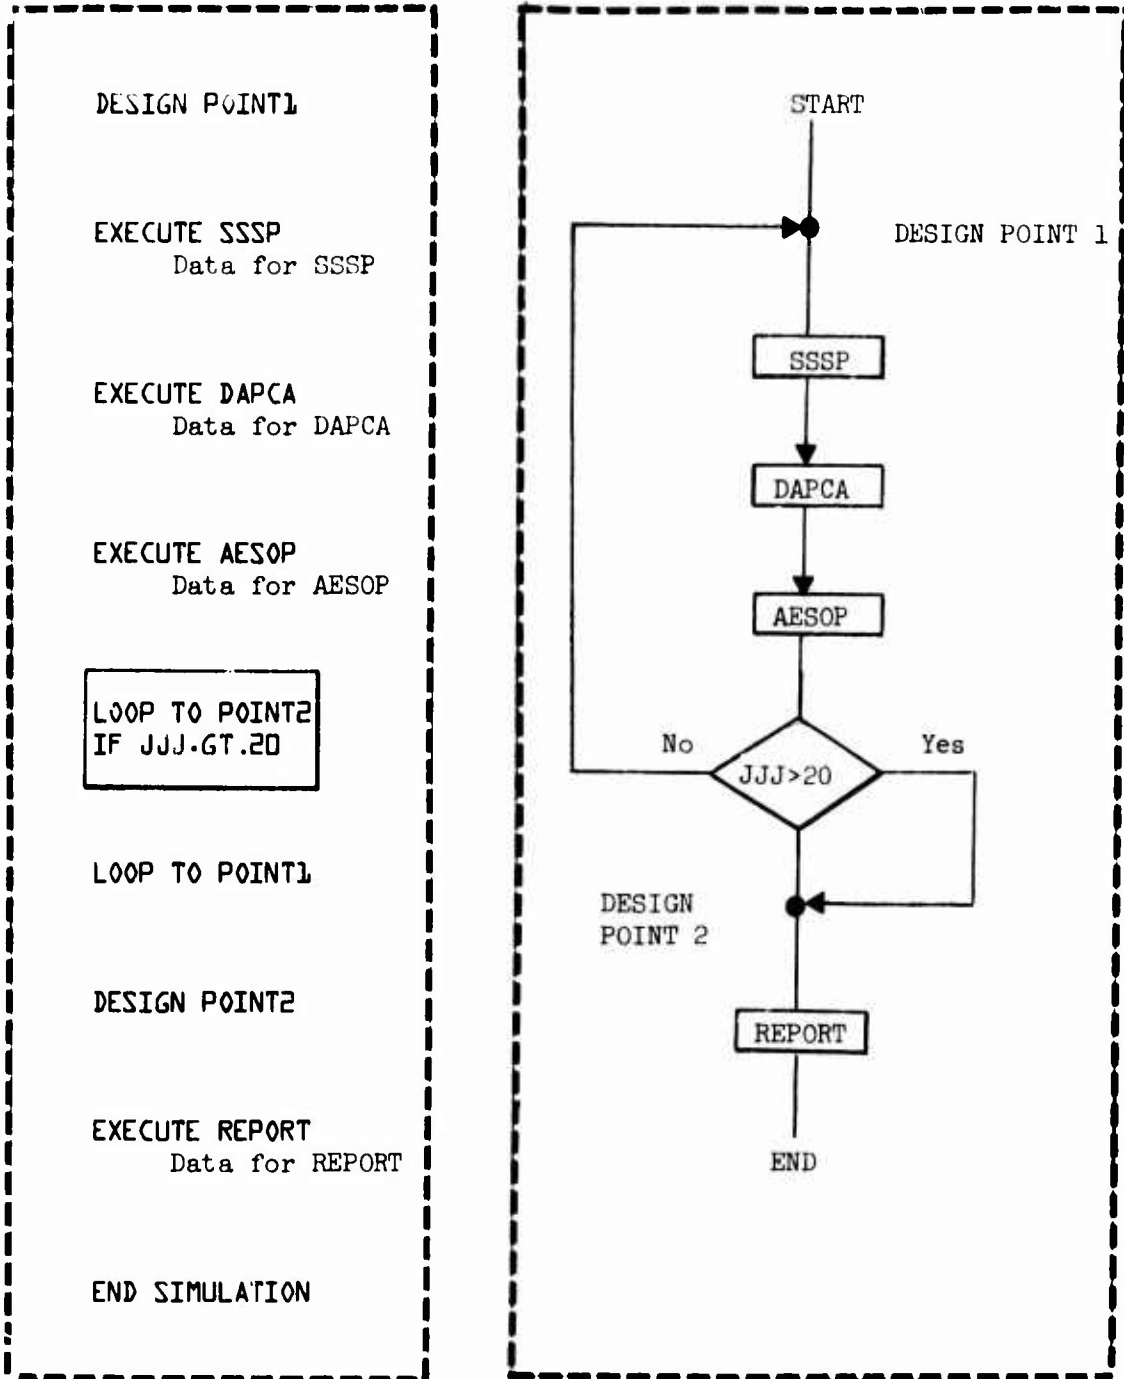 DESIGN POINT1
EXECUTE SSSP
Data for SSSP
EXECUTE DAPCA
Data for DAPCA
EXECUTE AESOP
Data for AESOP
LOOP TO POINT2
IF JJJ.GT.20
LOOP TO POINT1
DESIGN POINT2
EXECUTE REPORT
Data for REPORT
END SIMULATION
START
DESIGN POINT 1
SSSP
DAPCA
AESOP
No
Yes
JJJ>20
DESIGN
POINT 2
REPORT
END